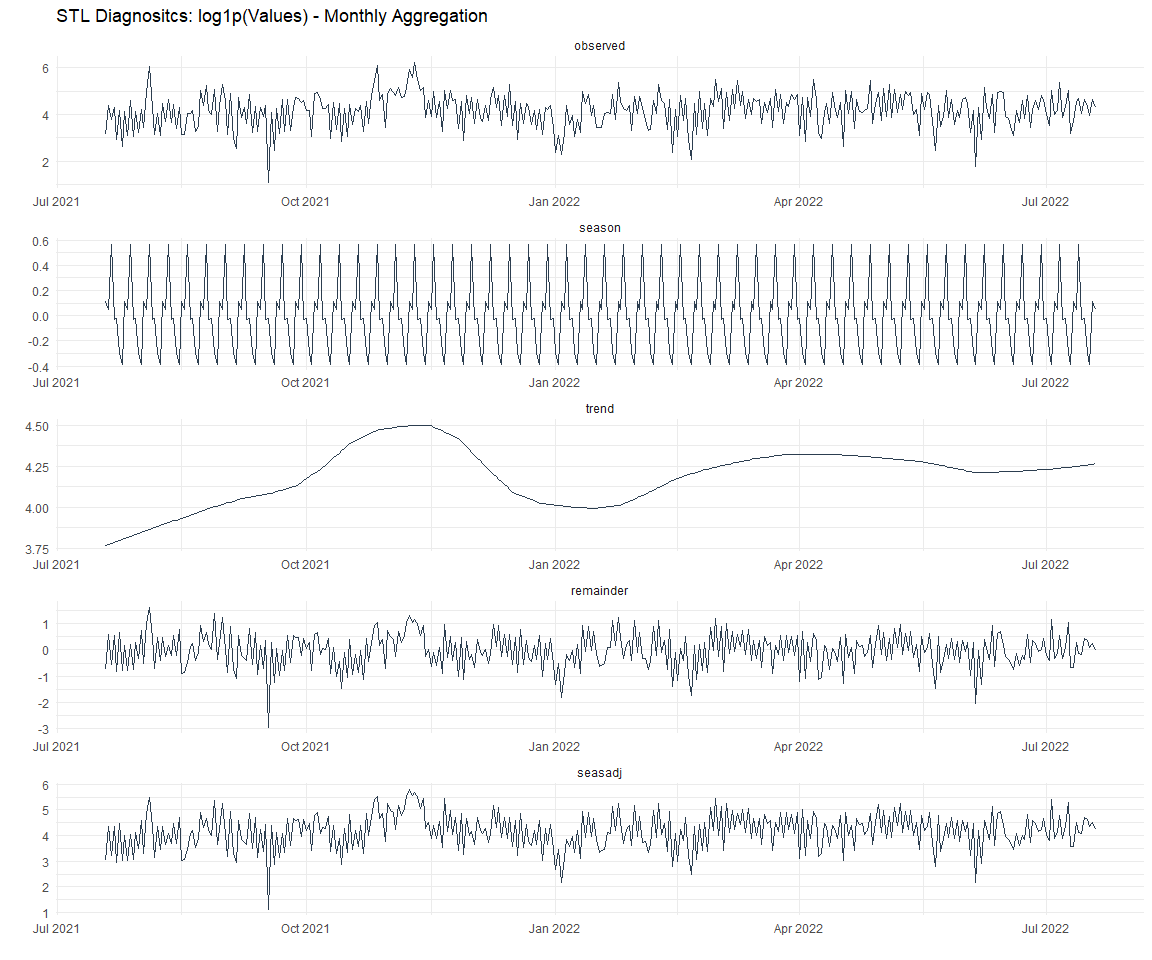 STL Diagnositcs: log1p(Values) - Monthly Aggregation
observed
6
4
2
Jul 2021 Oct 2021 Jan 2022 Apr 2022 Jul 2022
season
0.6
0.4
0.2
0.0
-0.2
-0.4
Jul 2021 Oct 2021 Jan 2022 Apr 2022 Jul 2022
trend
4.50
4.25
4.00
3.75
Jul 2021 Oct 2021 Jan 2022 Apr 2022 Jul 2022
remainder
1
0
-1
-2
-3
Jul 2021 Oct 2021 Jan 2022 Apr 2022 Jul 2022
seasadj
6
5
4
3
2
1
Jul 2021 Oct 2021 Jan 2022 Apr 2022 Jul 2022